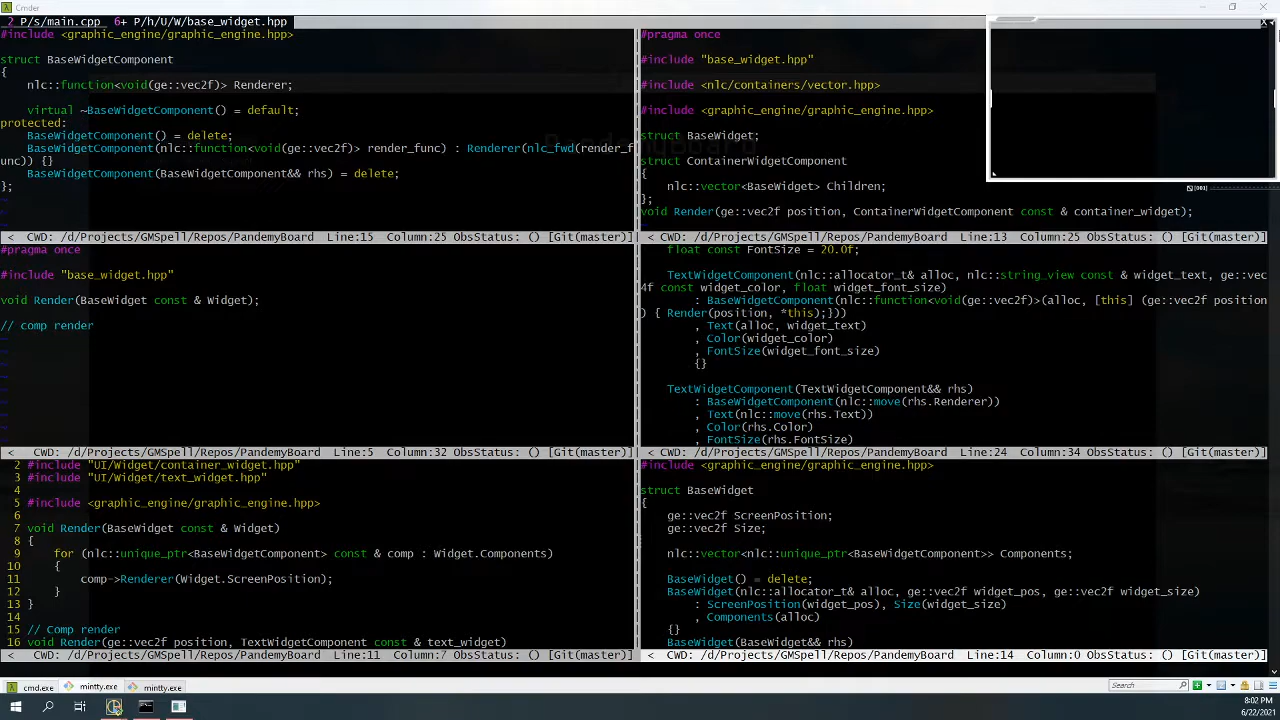 Cmder
2 P/s/main.cpp  6+ P/h/U/W/base_widget.hpp
#include <graphic_engine/graphic_engine.hpp>
struct BaseWidgetComponent
{
    nlc::function<void(ge::vec2f)> Renderer;
    virtual ~BaseWidgetComponent() = default;
protected:
    BaseWidgetComponent() = delete;
    BaseWidgetComponent(nlc::function<void(ge::vec2f)> render_func) : Renderer(nlc_fwd(render_f
unc)) {}
    BaseWidgetComponent(BaseWidgetComponent&& rhs) = delete;
};
~
~
< CWD: /d/Projects/GMSpell/Repos/PandemyBoard  Line:15  Column:25 ObsStatus: () [Git(master)]
#pragma once
#include "base_widget.hpp"
#include <nlc/containers/vector.hpp>
#include <graphic_engine/graphic_engine.hpp>
struct BaseWidget;
struct ContainerWidgetComponent
{
    nlc::vector<BaseWidget> Children;
};
void Render(ge::vec2f position, ContainerWidgetComponent const & container_widget);
< CWD: /d/Projects/GMSpell/Repos/PandemyBoard  Line:13  Column:25 ObsStatus: () [Git(master)]
[001]
#pragma once
#include "base_widget.hpp"
void Render(BaseWidget const & Widget);
// comp render
~
~
~
~
~
~
~
~
~
< CWD: /d/Projects/GMSpell/Repos/PandemyBoard  Line:5  Column:32 ObsStatus: () [Git(master)]
    float const FontSize = 20.0f;
    TextWidgetComponent(nlc::allocator_t& alloc, nlc::string_view const & widget_text, ge::vec
4f const widget_color, float widget_font_size)
        : BaseWidgetComponent(nlc::function<void(ge::vec2f)>(alloc, [this] (ge::vec2f position
) { Render(position, *this);}))
        , Text(alloc, widget_text)
        , Color(widget_color)
        , FontSize(widget_font_size)
        {}
    TextWidgetComponent(TextWidgetComponent&& rhs)
        : BaseWidgetComponent(nlc::move(rhs.Renderer))
        , Text(nlc::move(rhs.Text))
        , Color(rhs.Color)
        , FontSize(rhs.FontSize)
< CWD: /d/Projects/GMSpell/Repos/PandemyBoard  Line:24  Column:34 ObsStatus: () [Git(master)]
2 #include "UI/Widget/container_widget.hpp"
3 #include "UI/Widget/text_widget.hpp"
4
5 #include <graphic_engine/graphic_engine.hpp>
6
7 void Render(BaseWidget const & Widget)
8 {
9     for (nlc::unique_ptr<BaseWidgetComponent> const & comp : Widget.Components)
10     {
11         comp->Renderer(Widget.ScreenPosition);
12     }
13 }
14
15 // Comp render
16 void Render(ge::vec2f position, TextWidgetComponent const & text_widget)
< CWD: /d/Projects/GMSpell/Repos/PandemyBoard  Line:11  Column:7 ObsStatus: () [Git(master)]
#include <graphic_engine/graphic_engine.hpp>
struct BaseWidget
{
    ge::vec2f ScreenPosition;
    ge::vec2f Size;
    nlc::vector<nlc::unique_ptr<BaseWidgetComponent>> Components;
    BaseWidget() = delete;
    BaseWidget(nlc::allocator_t& alloc, ge::vec2f widget_pos, ge::vec2f widget_size)
        : ScreenPosition(widget_pos), Size(widget_size)
        , Components(alloc)
    {}
    BaseWidget(BaseWidget&& rhs)
< CWD: /d/Projects/GMSpell/Repos/PandemyBoard  Line:14  Column:0 ObsStatus: () [Git(master)]
cmd.exe  mintty.exe  mintty.exe
Search
8:02 PM
6/22/2021